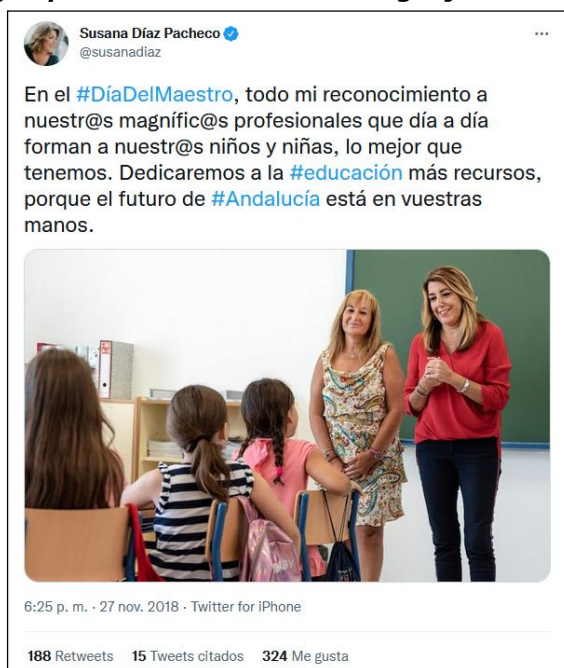 Susana Díaz Pacheco
@susanadiaz
En el #DíaDelMaestro, todo mi reconocimiento a
nuestr@s magnífic@s profesionales que día a día
forman a nuestr@s niños y niñas, lo mejor que
tenemos. Dedicaremos a la #educación más recursos,
porque el futuro de #Andalucía está en vuestras
manos.
6:25 p. m. · 27 nov. 2018 · Twitter for iPhone
188 Retweets 15 Tweets citados 324 Me gusta